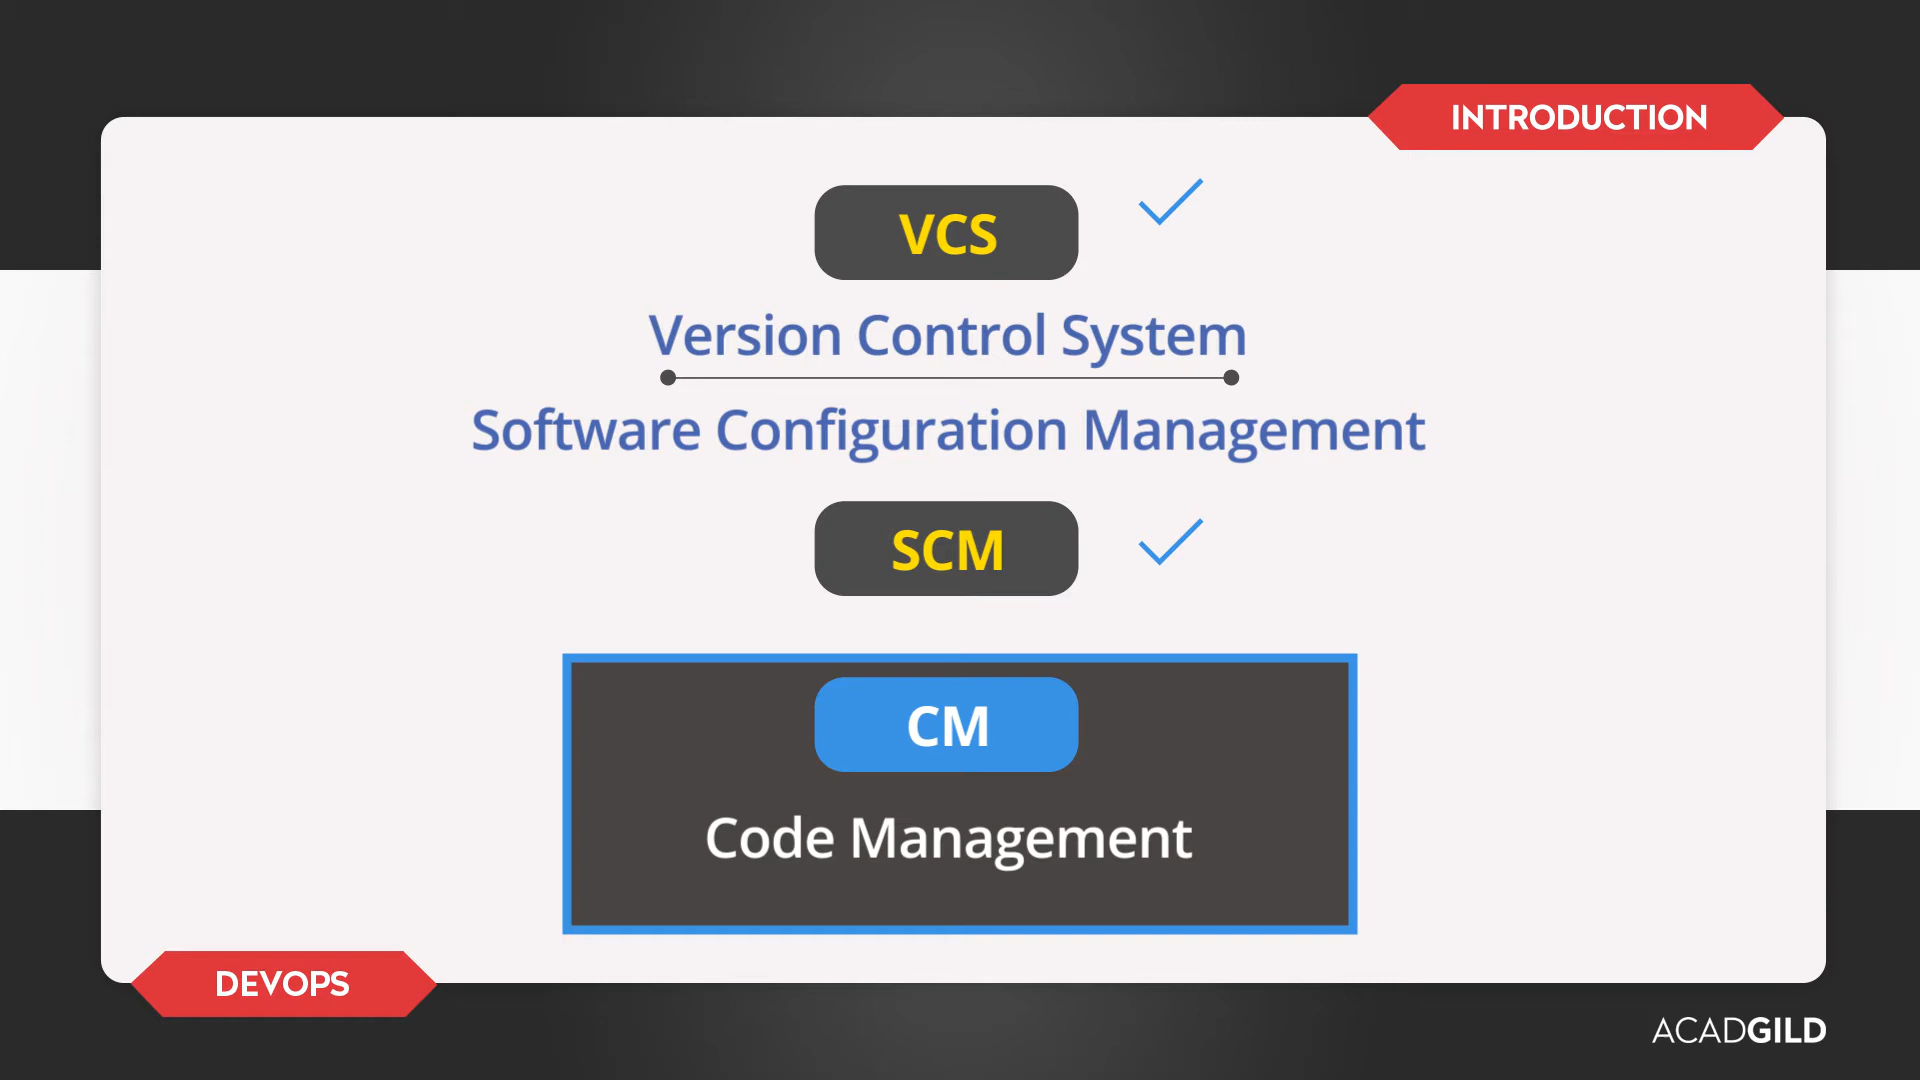 INTRODUCTION
VCS
Version Control System
Software Configuration Management
SCM
CM
Code Management
DEVOPS
ACADGILD